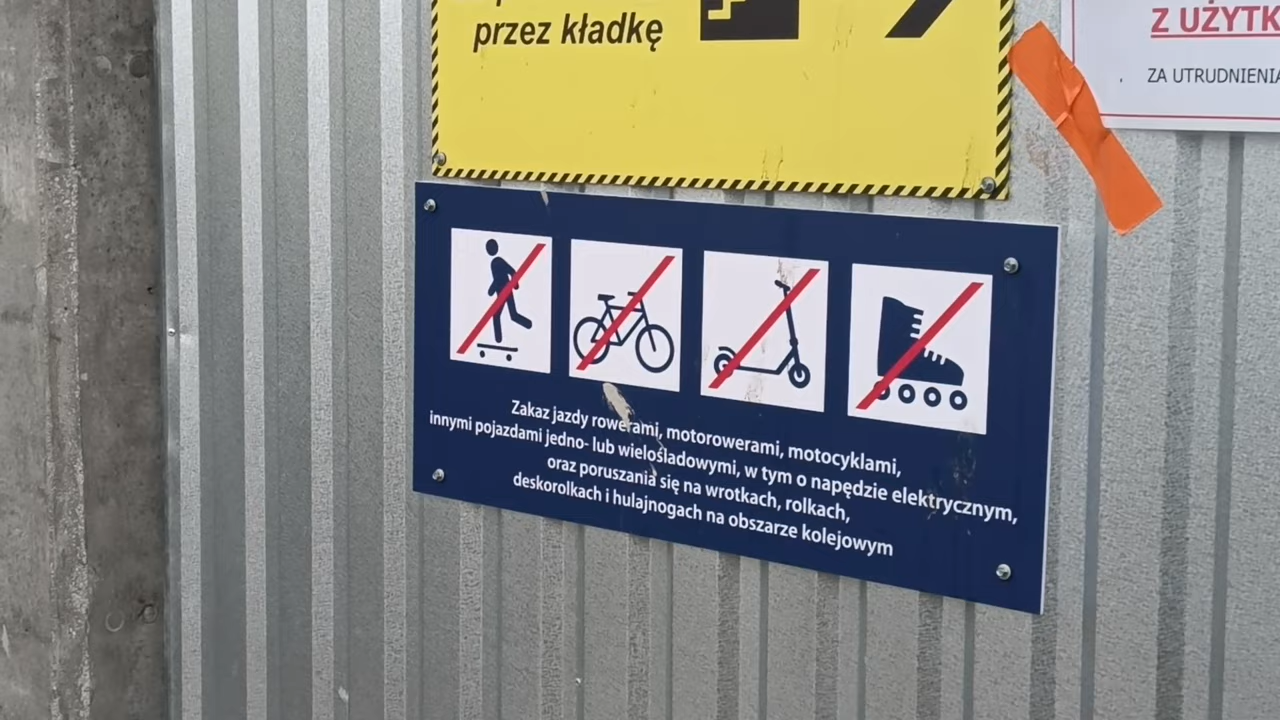 przez kładkę
Z UŻYTK
ZA UTRUDNIENIA
Zakaz jazdy rowerami, motorowerami, motocyklami,
innymi pojazdami jedno- lub wielośladowymi, w tym o napędzie elektrycznym,
oraz poruszania się na wrotkach, rolkach,
deskorolkach i hulajnogach na obszarze kolejowym